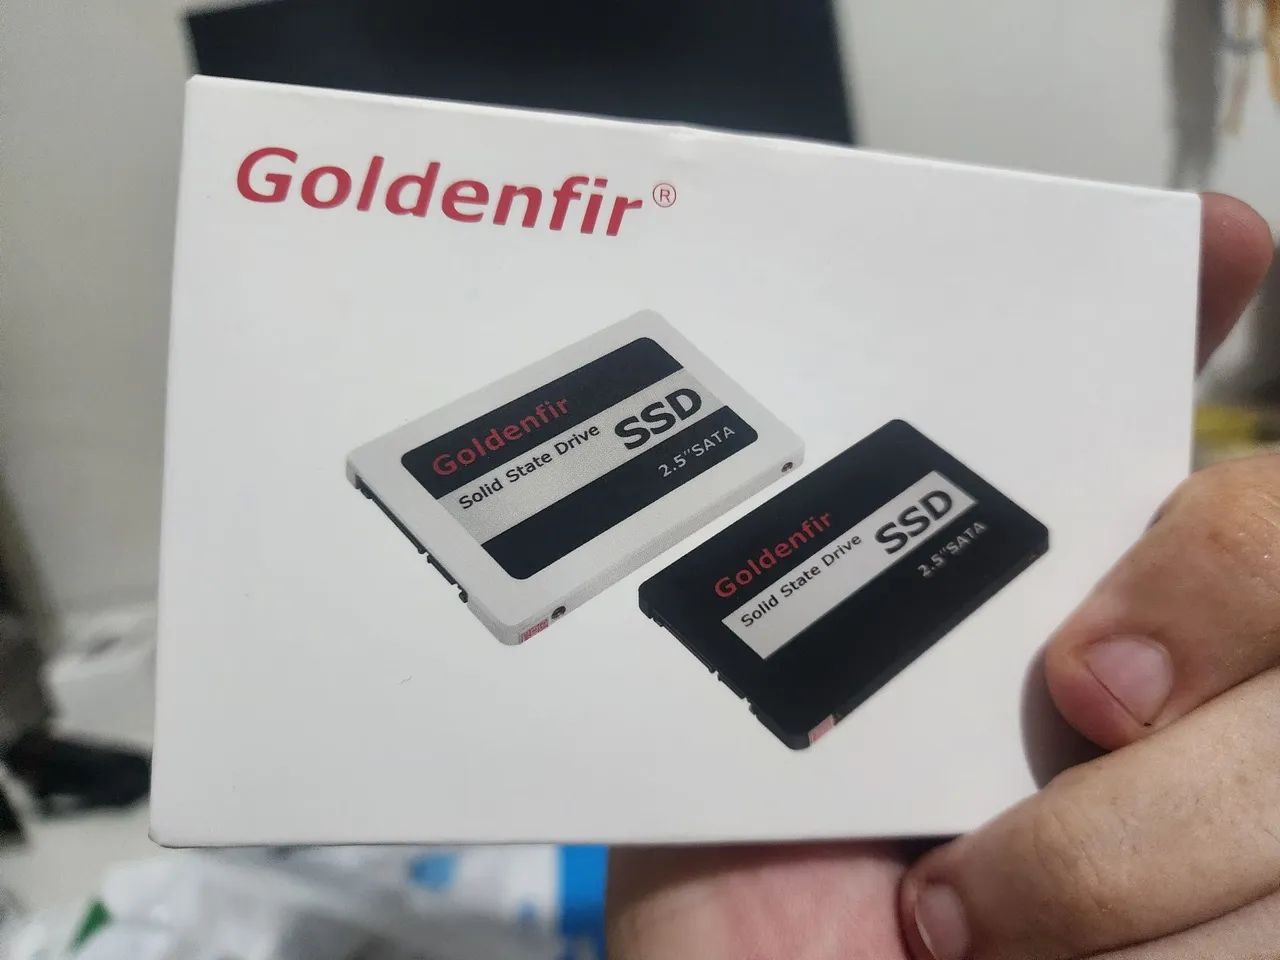 Goldenfir®
Goldenfir
Solid State Drive
SSD
2.5"SATA
Goldenfir
Solid State Drive
SSD
2.5"SATA